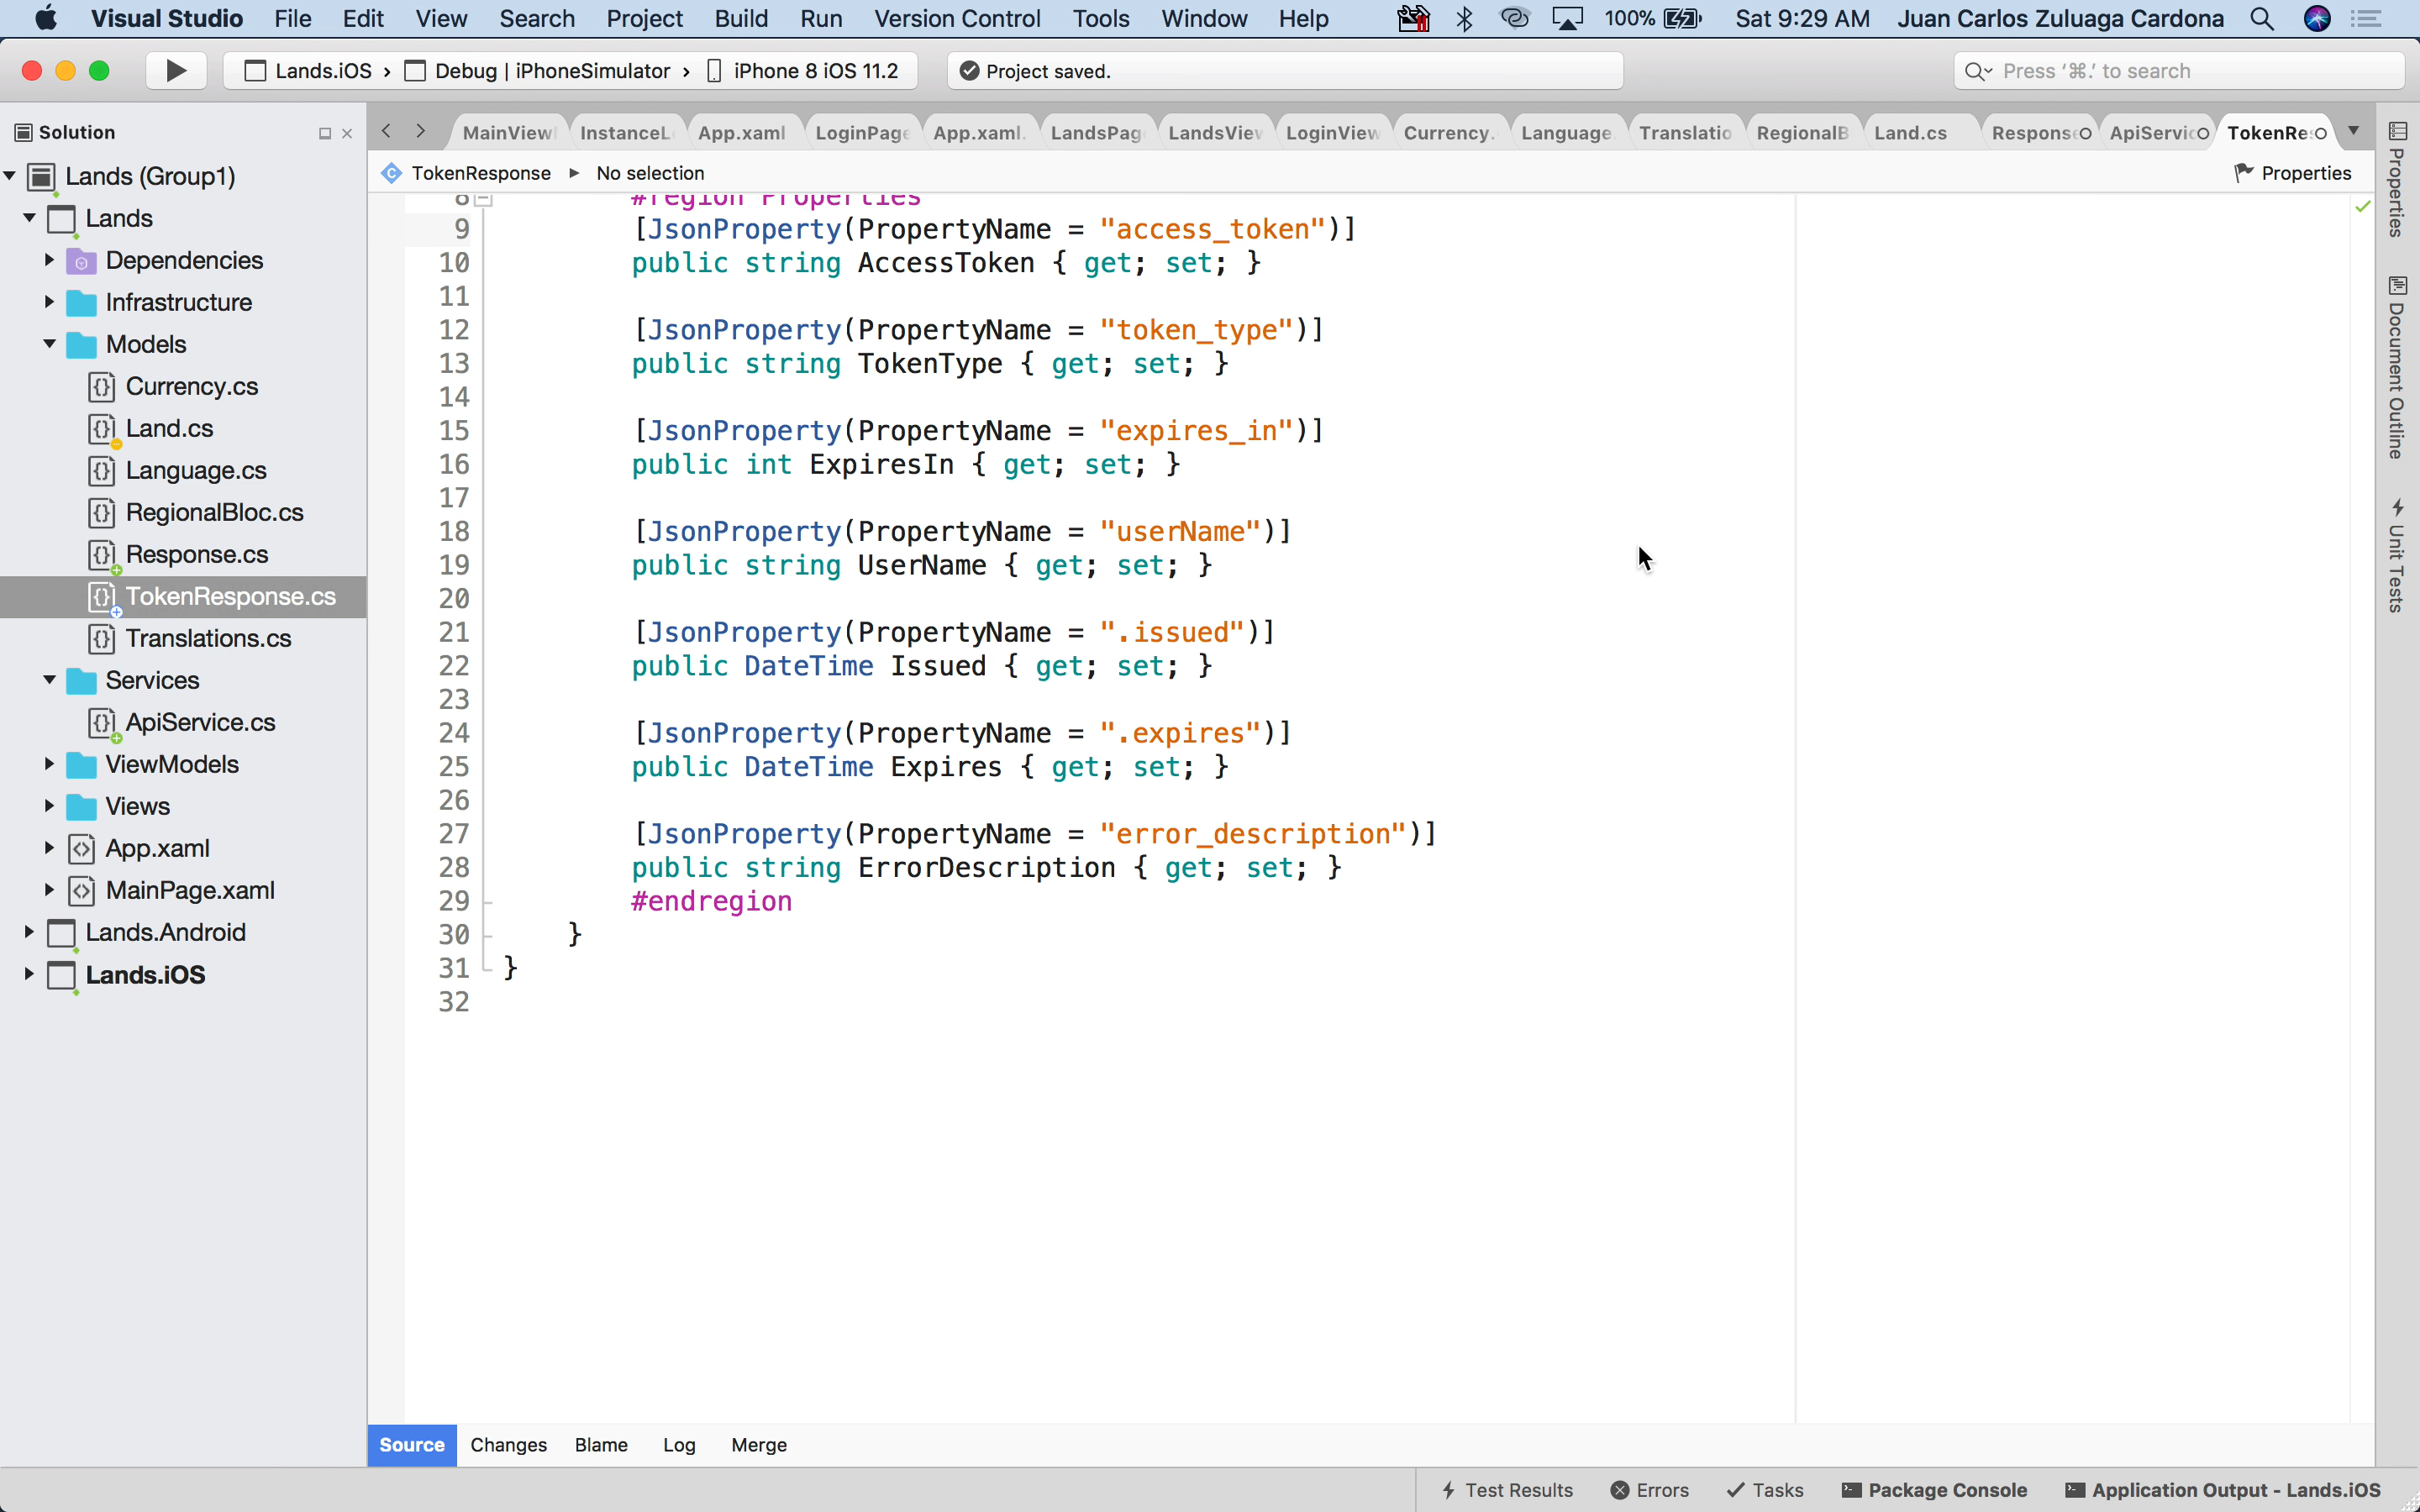 Visual Studio File Edit View Search Project Build Run Version Control Tools Window Help 100% Sat 9:29 AM Juan Carlos Zuluaga Cardona
Lands.iOS › Debug | iPhoneSimulator › iPhone 8 iOS 11.2 Project saved. Press ‘⌘.’ to search
Solution
MainView InstanceL App.xaml LoginPage App.xaml. LandsPag LandsView LoginView Currency. Language. Translatio RegionalB Land.cs Respons ApiServic TokenRes
TokenResponse ▸ No selection Properties
Lands (Group1)
Lands
Dependencies
Infrastructure
Models
Currency.cs
Land.cs
Language.cs
RegionalBloc.cs
Response.cs
TokenResponse.cs
Translations.cs
Services
ApiService.cs
ViewModels
Views
App.xaml
MainPage.xaml
Lands.Android
Lands.iOS
8 #region Properties
9 [JsonProperty(PropertyName = "access_token")]
10 public string AccessToken { get; set; }
11
12 [JsonProperty(PropertyName = "token_type")]
13 public string TokenType { get; set; }
14
15 [JsonProperty(PropertyName = "expires_in")]
16 public int ExpiresIn { get; set; }
17
18 [JsonProperty(PropertyName = "userName")]
19 public string UserName { get; set; }
20
21 [JsonProperty(PropertyName = ".issued")]
22 public DateTime Issued { get; set; }
23
24 [JsonProperty(PropertyName = ".expires")]
25 public DateTime Expires { get; set; }
26
27 [JsonProperty(PropertyName = "error_description")]
28 public string ErrorDescription { get; set; }
29 #endregion
30 }
31 }
32
Properties
Document Outline
Unit Tests
Source Changes Blame Log Merge
Test Results Errors Tasks Package Console Application Output - Lands.iOS